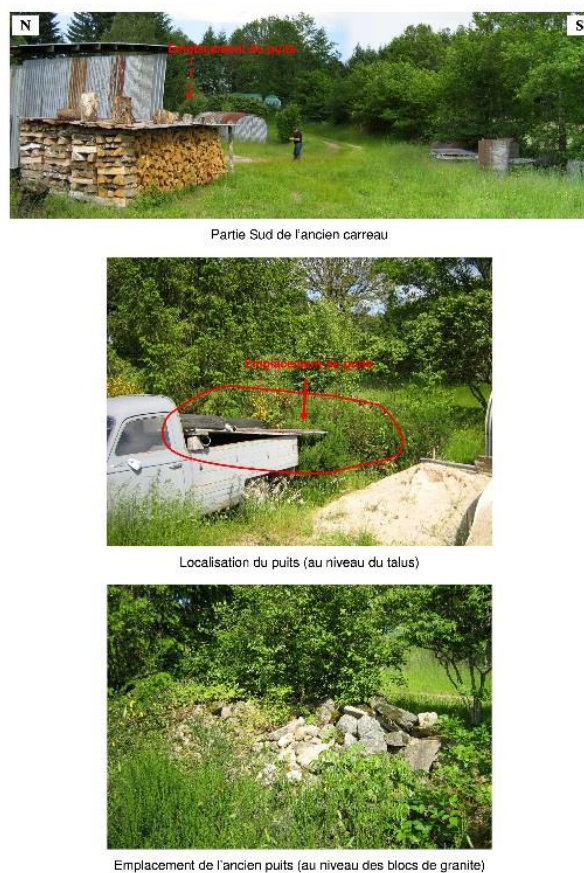 N
S
Emplacement du puits
Partie Sud de l'ancien carreau
Emplacement du puits
Localisation du puits (au niveau du talus)
Emplacement de l'ancien puits (au niveau des blocs de granite)